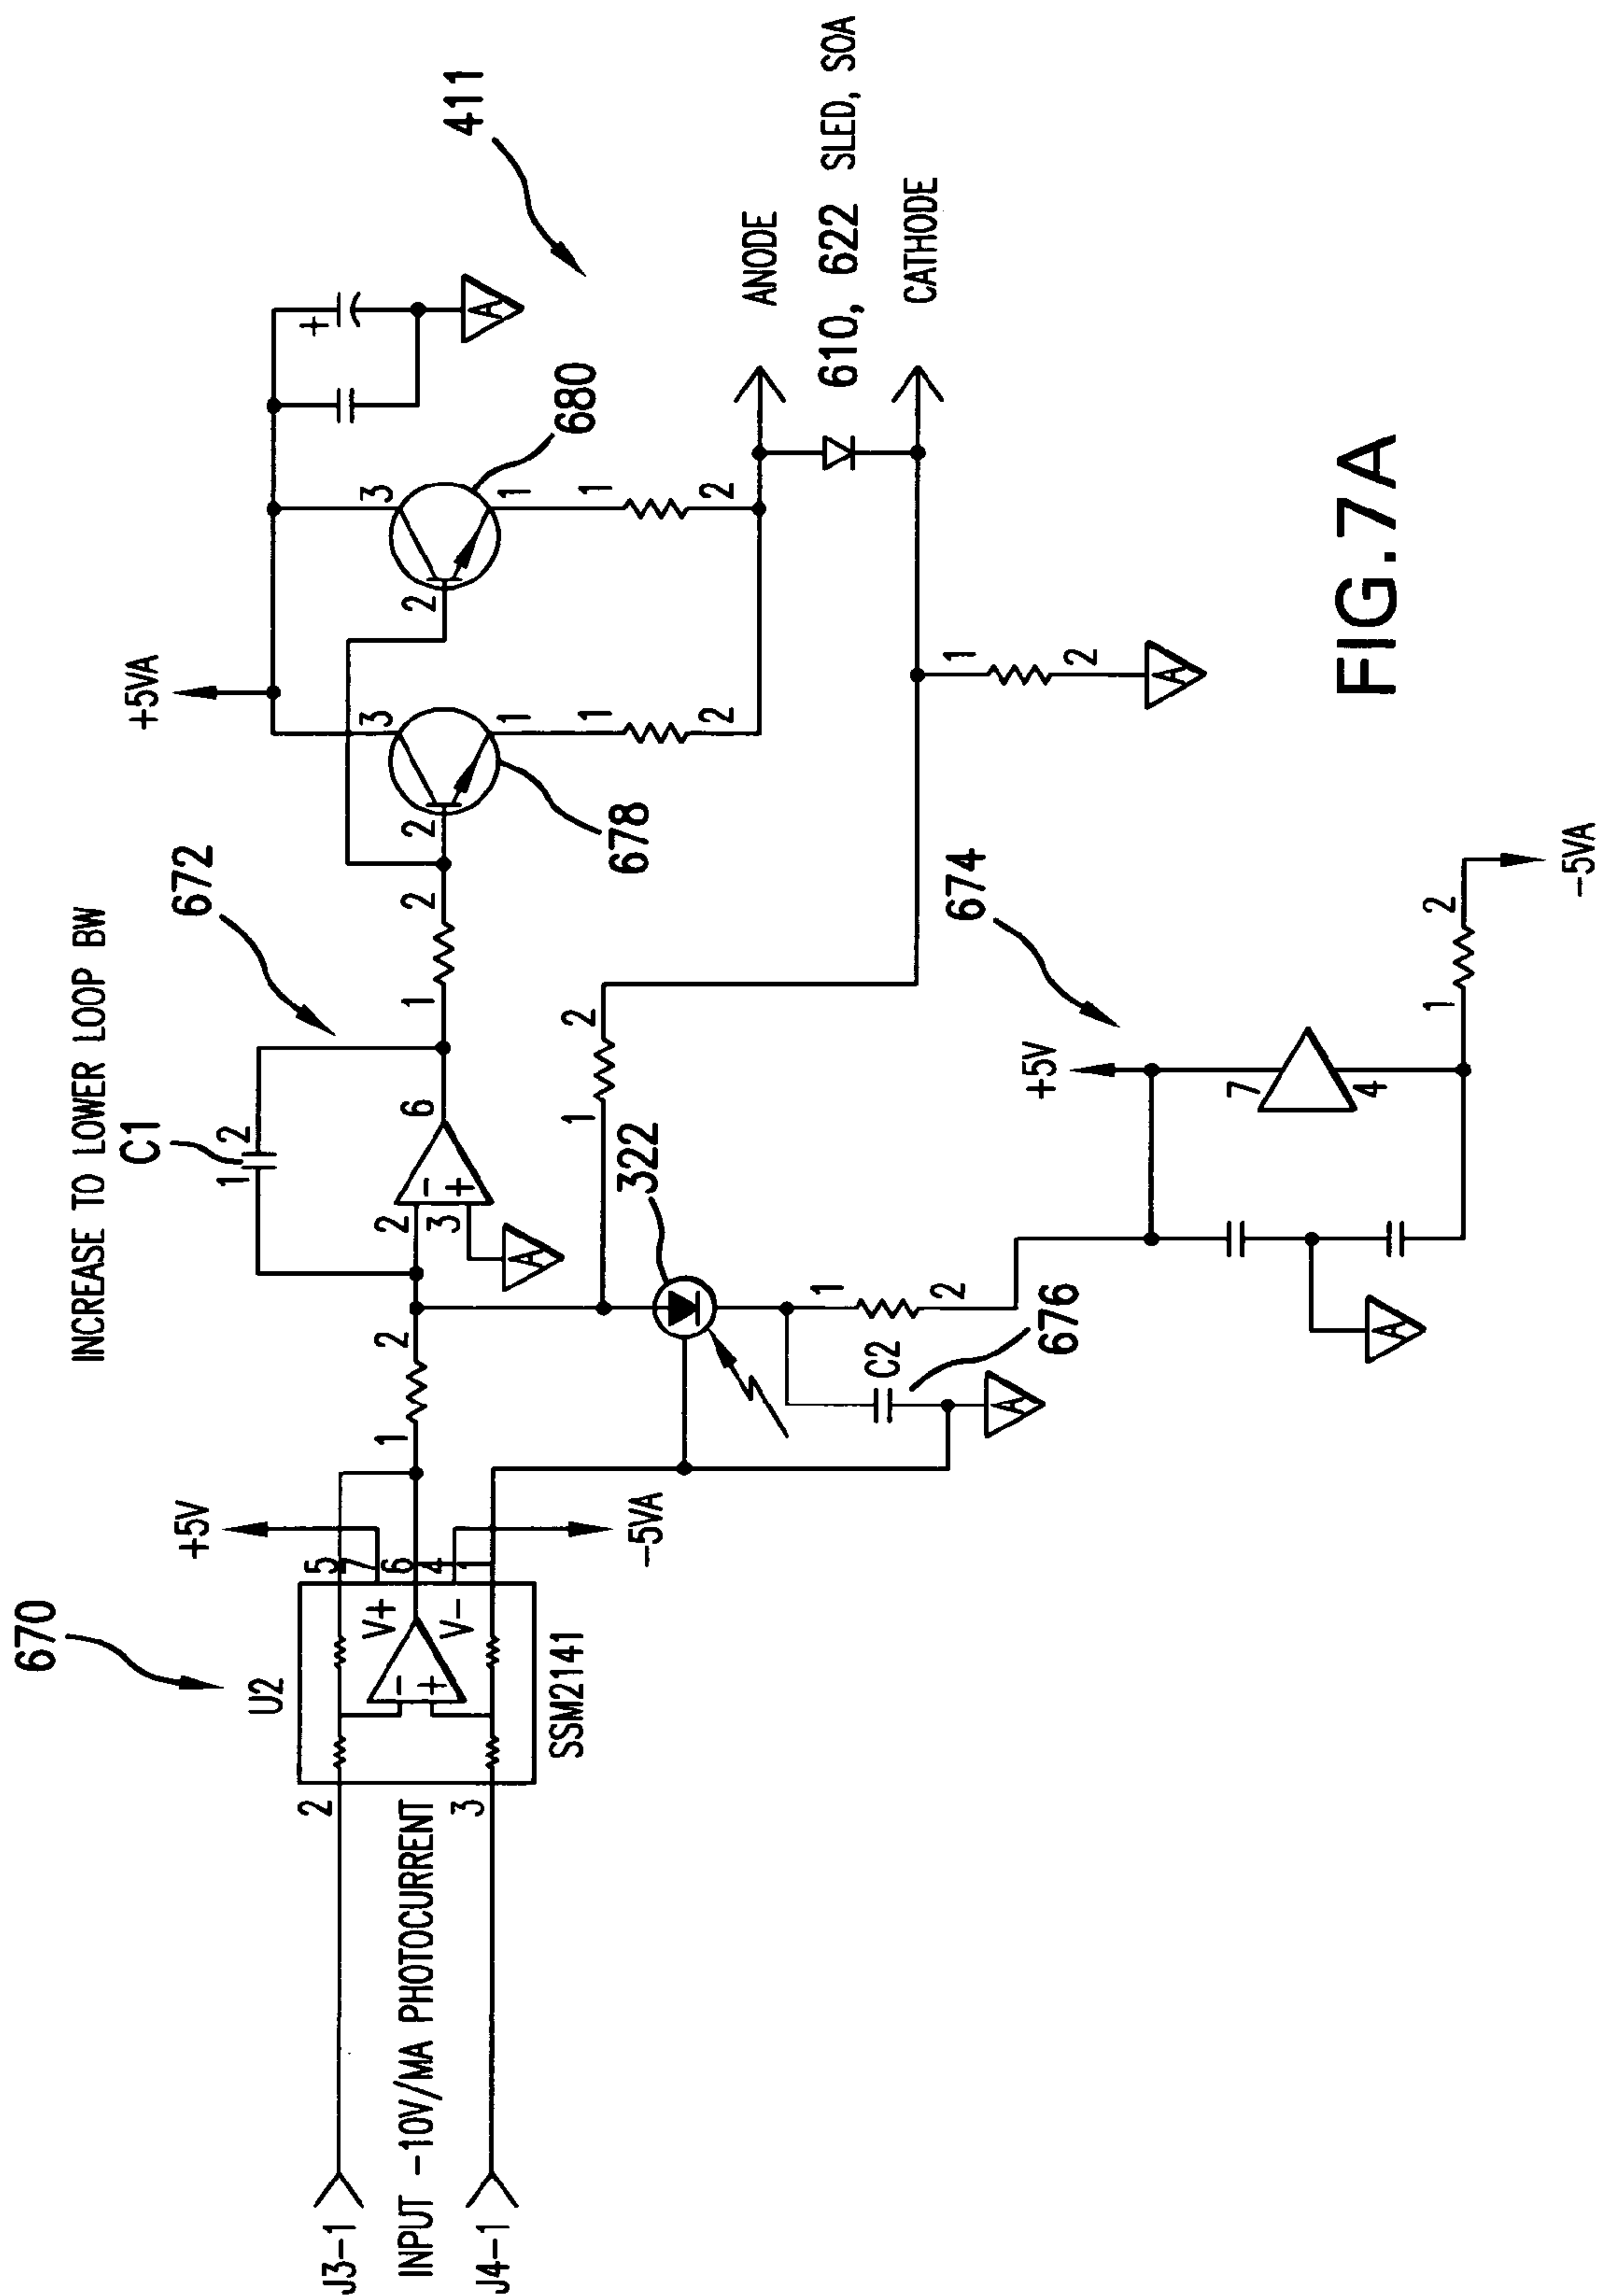 INCREASE TO LOWER LOOP BW
C1
1 2
672
+5VA
411
670
U2
+5V
5
7
6
4
1
V+
V-
-
+
SSM2141
-5VA
2
3
J3-1
INPUT -10V/MA PHOTOCURRENT
J4-1
1 2
2
3
-
+
6
A
1 2
2
3
1
678
2
3
1
680
+
A
1 2
1 2
ANODE
610, 622 SLED, SOA
CATHODE
1 2
322
1 2
C2
676
A
1 2
A
674
+5V
7
4
1 2
-5VA
A
FIG.7A